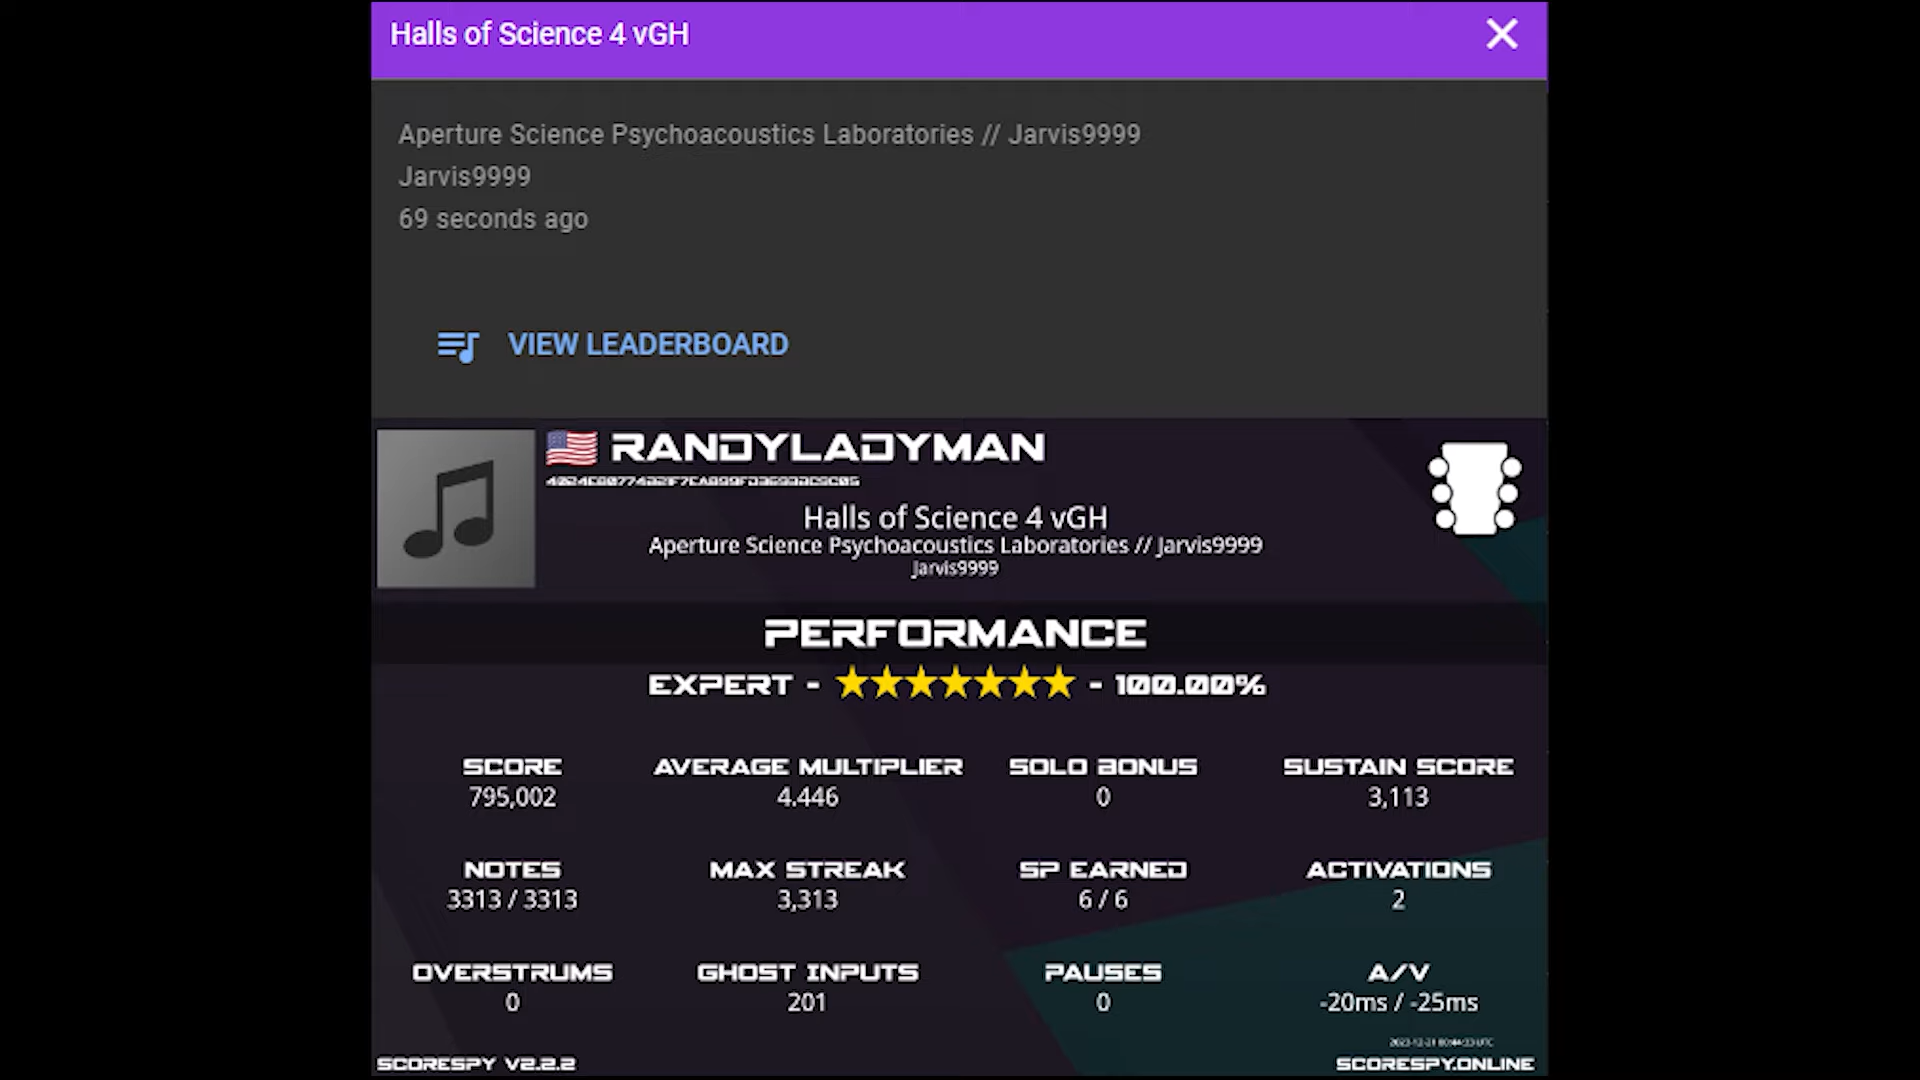 Halls of Science 4 vGH
Aperture Science Psychoacoustics Laboratories // Jarvis9999
Jarvis9999
69 seconds ago
VIEW LEADERBOARD
RANDYLADYMAN
Halls of Science 4 vGH
Aperture Science Psychoacoustics Laboratories // Jarvis9999
Jarvis9999
PERFORMANCE
EXPERT - ★★★★★★★ - 100.00%
SCORE AVERAGE MULTIPLIER SOLO BONUS SUSTAIN SCORE
795,002 4.446 0 3,113
NOTES MAX STREAK SP EARNED ACTIVATIONS
3313 / 3313 3,313 6 / 6 2
OVERSTRUMS GHOST INPUTS PAUSES A/V
0 201 0 -20ms / -25ms
SCORESPY V2.2.2 SCORESPY.ONLINE